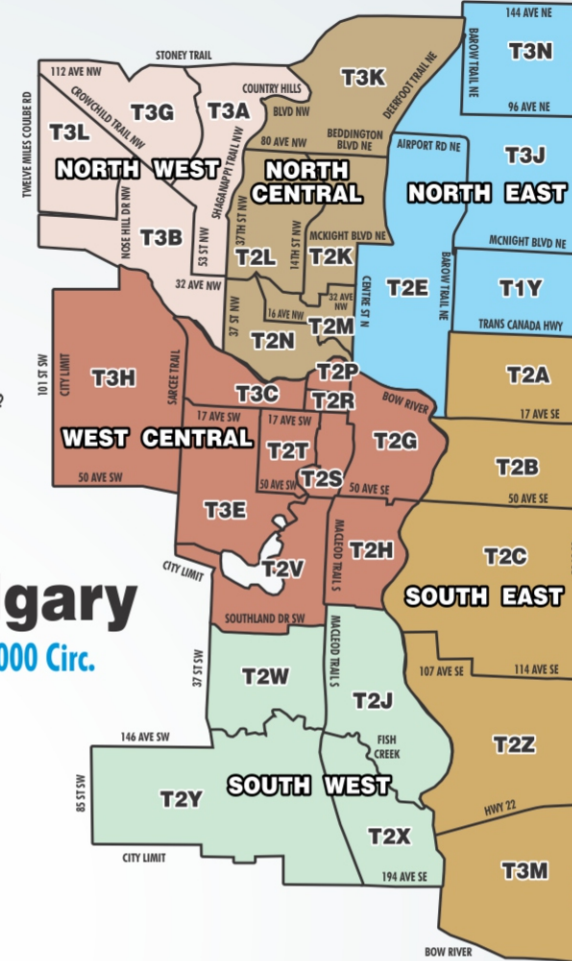 144 AVE NE
T3N
BAROW TRAIL NE
96 AVE NE
STONEY TRAIL
112 AVE NW
CROWCHILD TRAIL NW
T3G
T3A
COUNTRY HILLS
BLVD NW
T3K
DEERFOOT TRAIL NE
TWELVE MILES COULBE RD
T3L
NORTH WEST
SHAGANAPPI TRAIL NW
80 AVE NW
BEDDINGTON
BLVD NE
AIRPORT RD NE
T3J
NORTH
CENTRAL
NORTH EAST
NOSE HILL DR NW
T3B
53 ST NW
37TH ST NW
14TH ST NW
MCKIGHT BLVD NE
MCNIGHT BLVD NE
T2L
T2K
32 AVE NW
CENTRE ST N
T2E
BAROW TRAIL NE
T1Y
TRANS CANADA HWY
37 ST NW
16 AVE NW
32 AVE
NW
T2N
T2M
101 ST SW
CITY LIMIT
T3H
SARCEE TRAIL
T3C
T2P
T2R
BOW RIVER
T2A
17 AVE SE
17 AVE SW
17 AVE SW
WEST CENTRAL
T2T
T2G
T2B
50 AVE SW
50 AVE SW
T2S
50 AVE SE
50 AVE SE
T3E
CITY LIMIT
T2V
MACLEOD TRAIL S
T2H
T2C
SOUTH EAST
gary
000 Circ.
SOUTHLAND DR SW
37 ST SW
T2W
MACLEOD TRAIL S
T2J
107 AVE SE
114 AVE SE
146 AVE SW
FISH
CREEK
T2Z
85 ST SW
T2Y
SOUTH WEST
T2X
HWY 22
CITY LIMIT
194 AVE SE
T3M
BOW RIVER